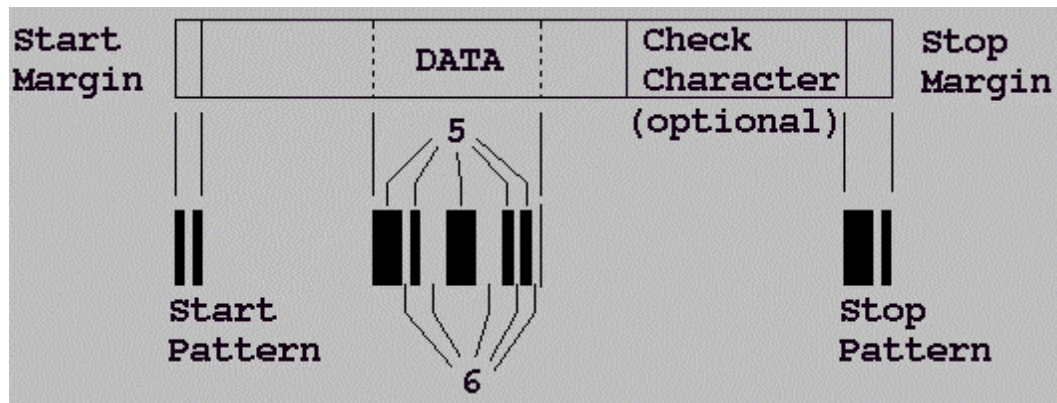 Start
Margin
DATA
Check
Character
(optional)
Stop
Margin
5
Start
Pattern
6
Stop
Pattern